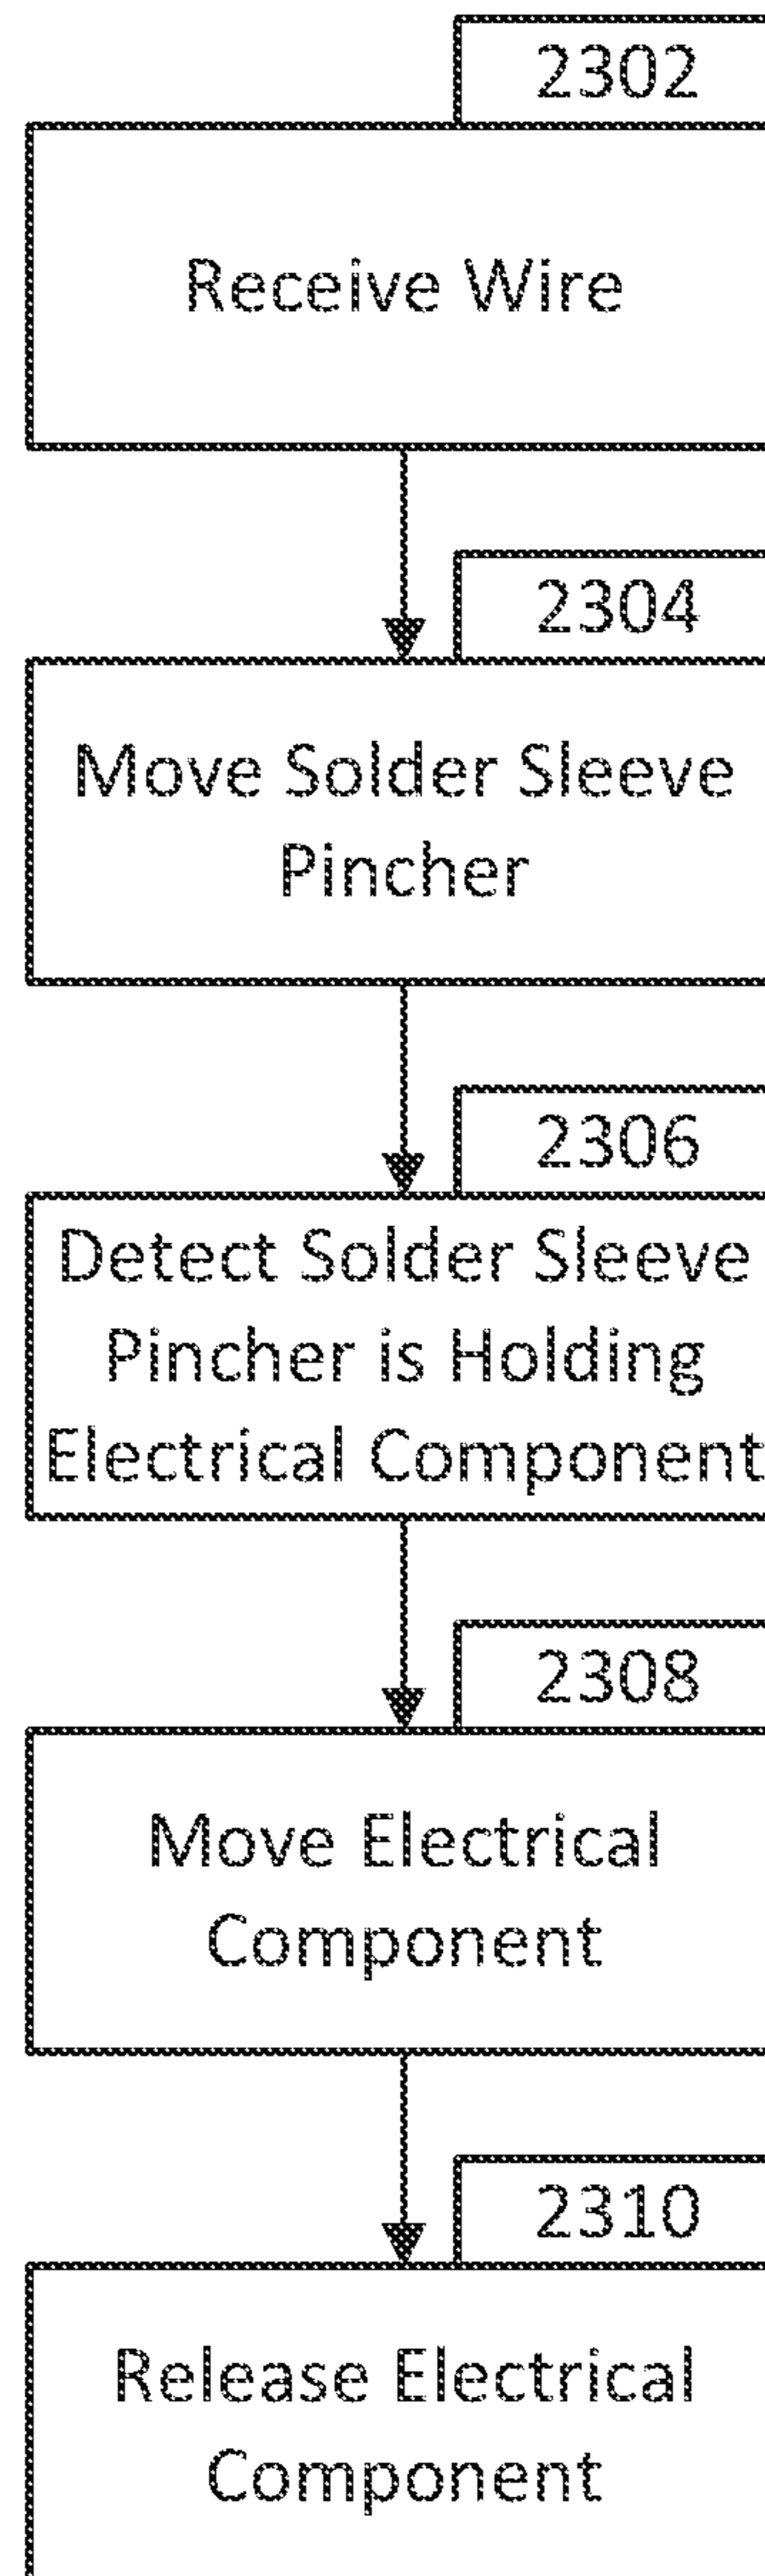 2302
Receive Wire
2304
Move Solder Sleeve
Pincher
2306
Detect Solder Sleeve
Pincher is Holding
Electrical Component
2308
Move Electrical
Component
2310
Release Electrical
Component